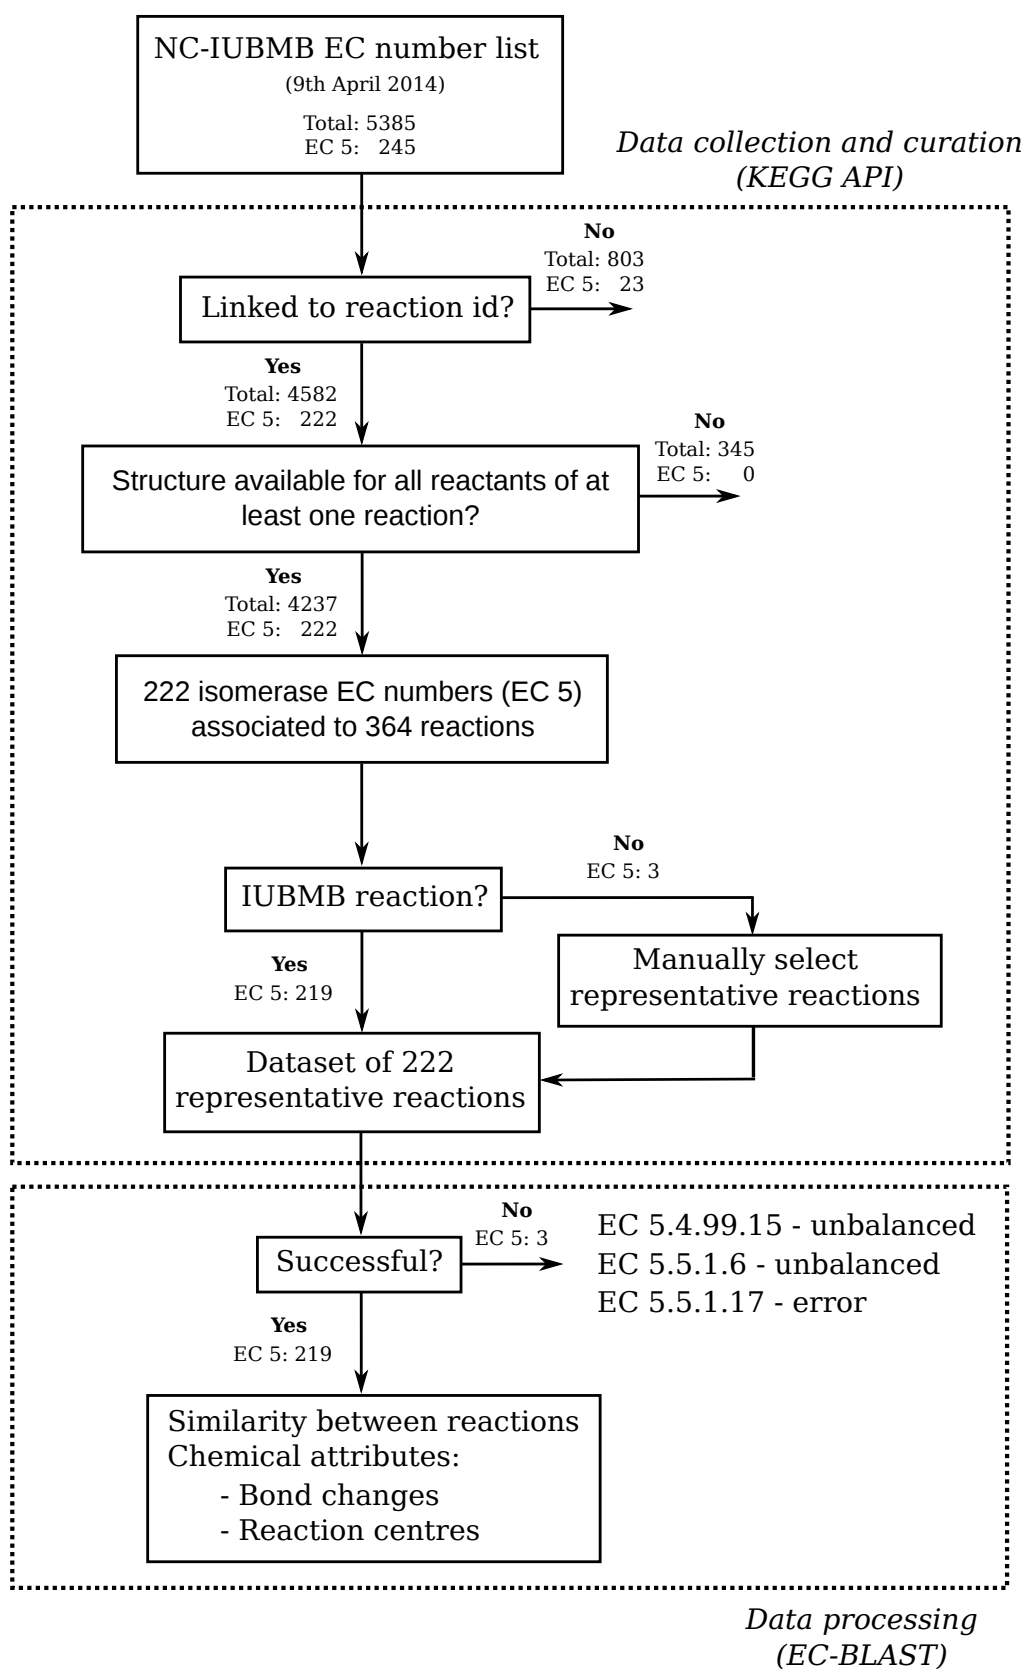 NC-IUBMB EC number list
(9th April 2014)
Total: 5385
EC 5: 245
Data collection and curation
(KEGG API)
No
Total: 803
EC 5: 23
Linked to reaction id?
Yes
Total: 4582
EC 5: 222
No
Total: 345
EC 5: 0
Structure available for all reactants of at
least one reaction?
Yes
Total: 4237
EC 5: 222
222 isomerase EC numbers (EC 5)
associated to 364 reactions
No
EC 5: 3
IUBMB reaction?
Yes
EC 5: 219
Manually select
representative reactions
Dataset of 222
representative reactions
No
EC 5: 3
EC 5.4.99.15 - unbalanced
EC 5.5.1.6 - unbalanced
EC 5.5.1.17 - error
Successful?
Yes
EC 5: 219
Similarity between reactions
Chemical attributes:
- Bond changes
- Reaction centres
Data processing
(EC-BLAST)